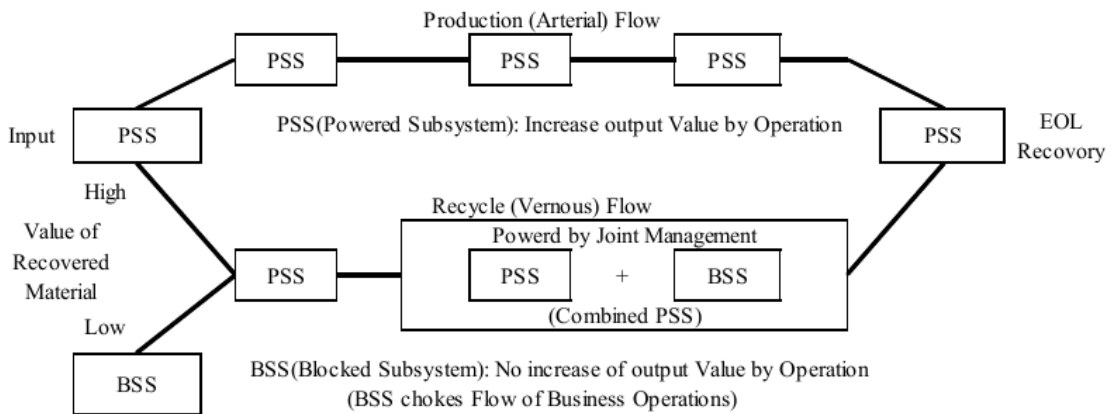 Production (Arterial) Flow
PSS
PSS
PSS
Input
PSS
PSS(Powered Subsystem): Increase output Value by Operation
PSS
EOL
Recovory
High
Recycle (Vernous) Flow
Powerd by Joint Management
Value of
Recovered
Material
PSS
PSS
+
BSS
(Combined PSS)
Low
BSS
BSS(Blocked Subsystem): No increase of output Value by Operation
(BSS chokes Flow of Business Operations)